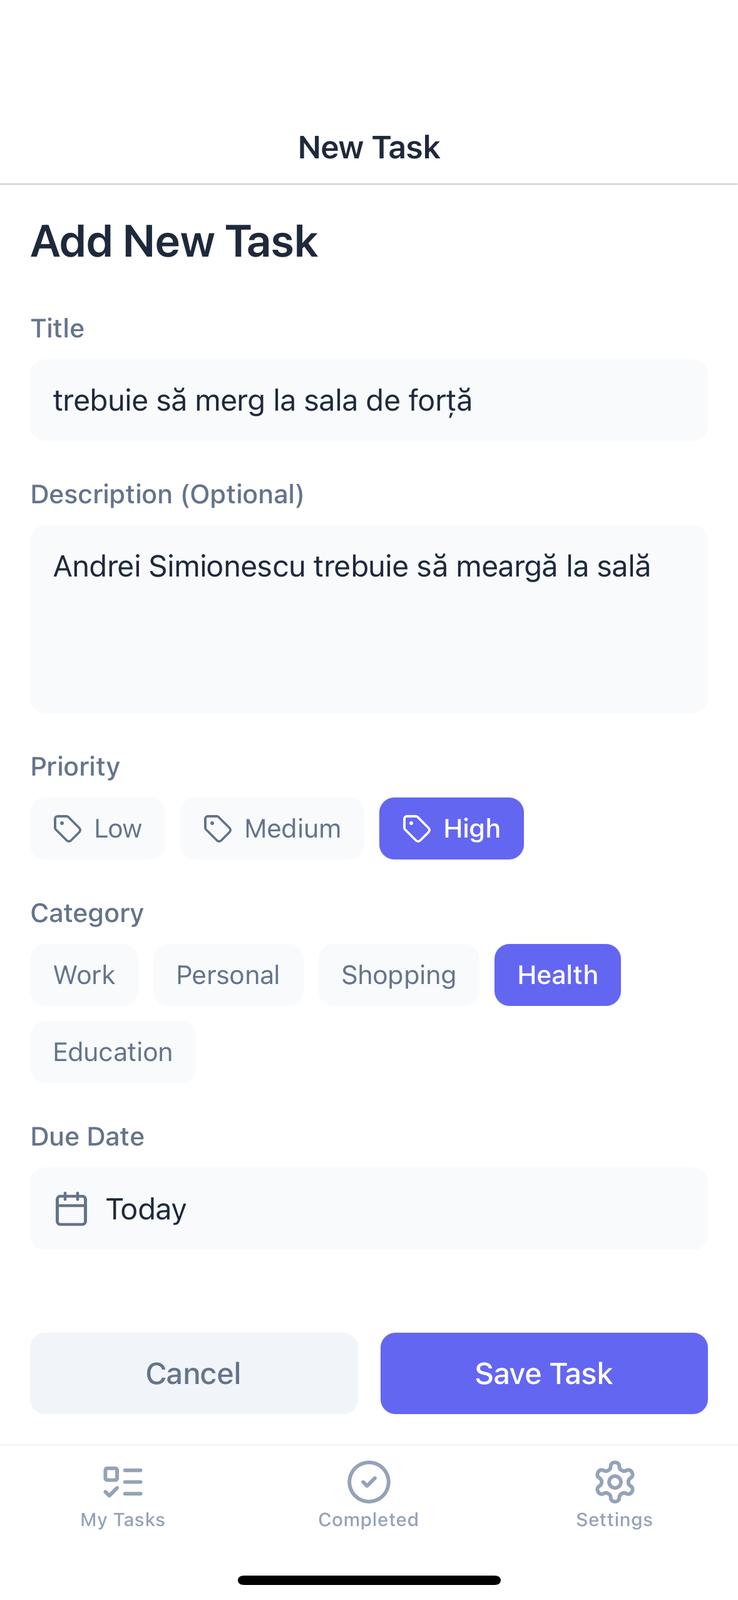 New Task
Add New Task
Title
trebuie să merg la sala de forță
Description (Optional)
Andrei Simionescu trebuie să meargă la sală
Priority
Low Medium High
Category
Work Personal Shopping Health
Education
Due Date
Today
Cancel Save Task
My Tasks Completed Settings